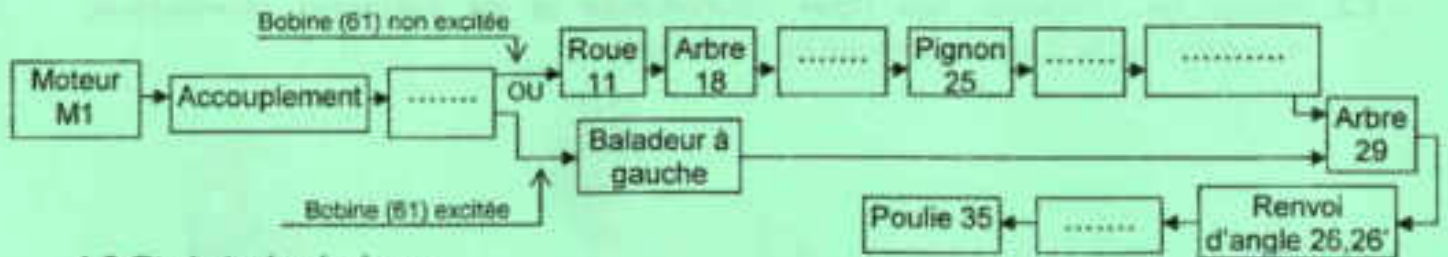 Bobine (61) non excitée
Moteur
M1
Accouplement
.......
OU
Roue
11
Arbre
18
.......
Pignon
25
.......
..........
Arbre
29
Baladeur à
gauche
Bobine (61) excitée
Poulie 35
.......
Renvoi
d'angle 26,26'